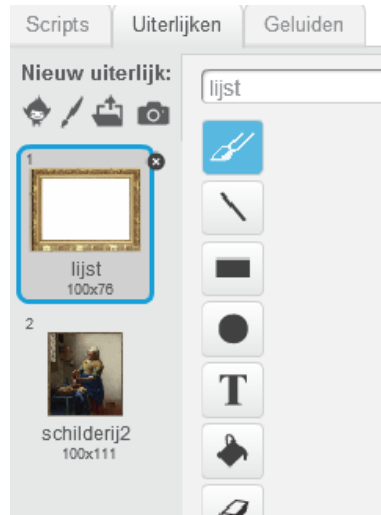 Scripts Uiterlijken Geluiden
Nieuw uiterlijk:
lijst
1
lijst
100x76
T
2
schilderij2
100x111